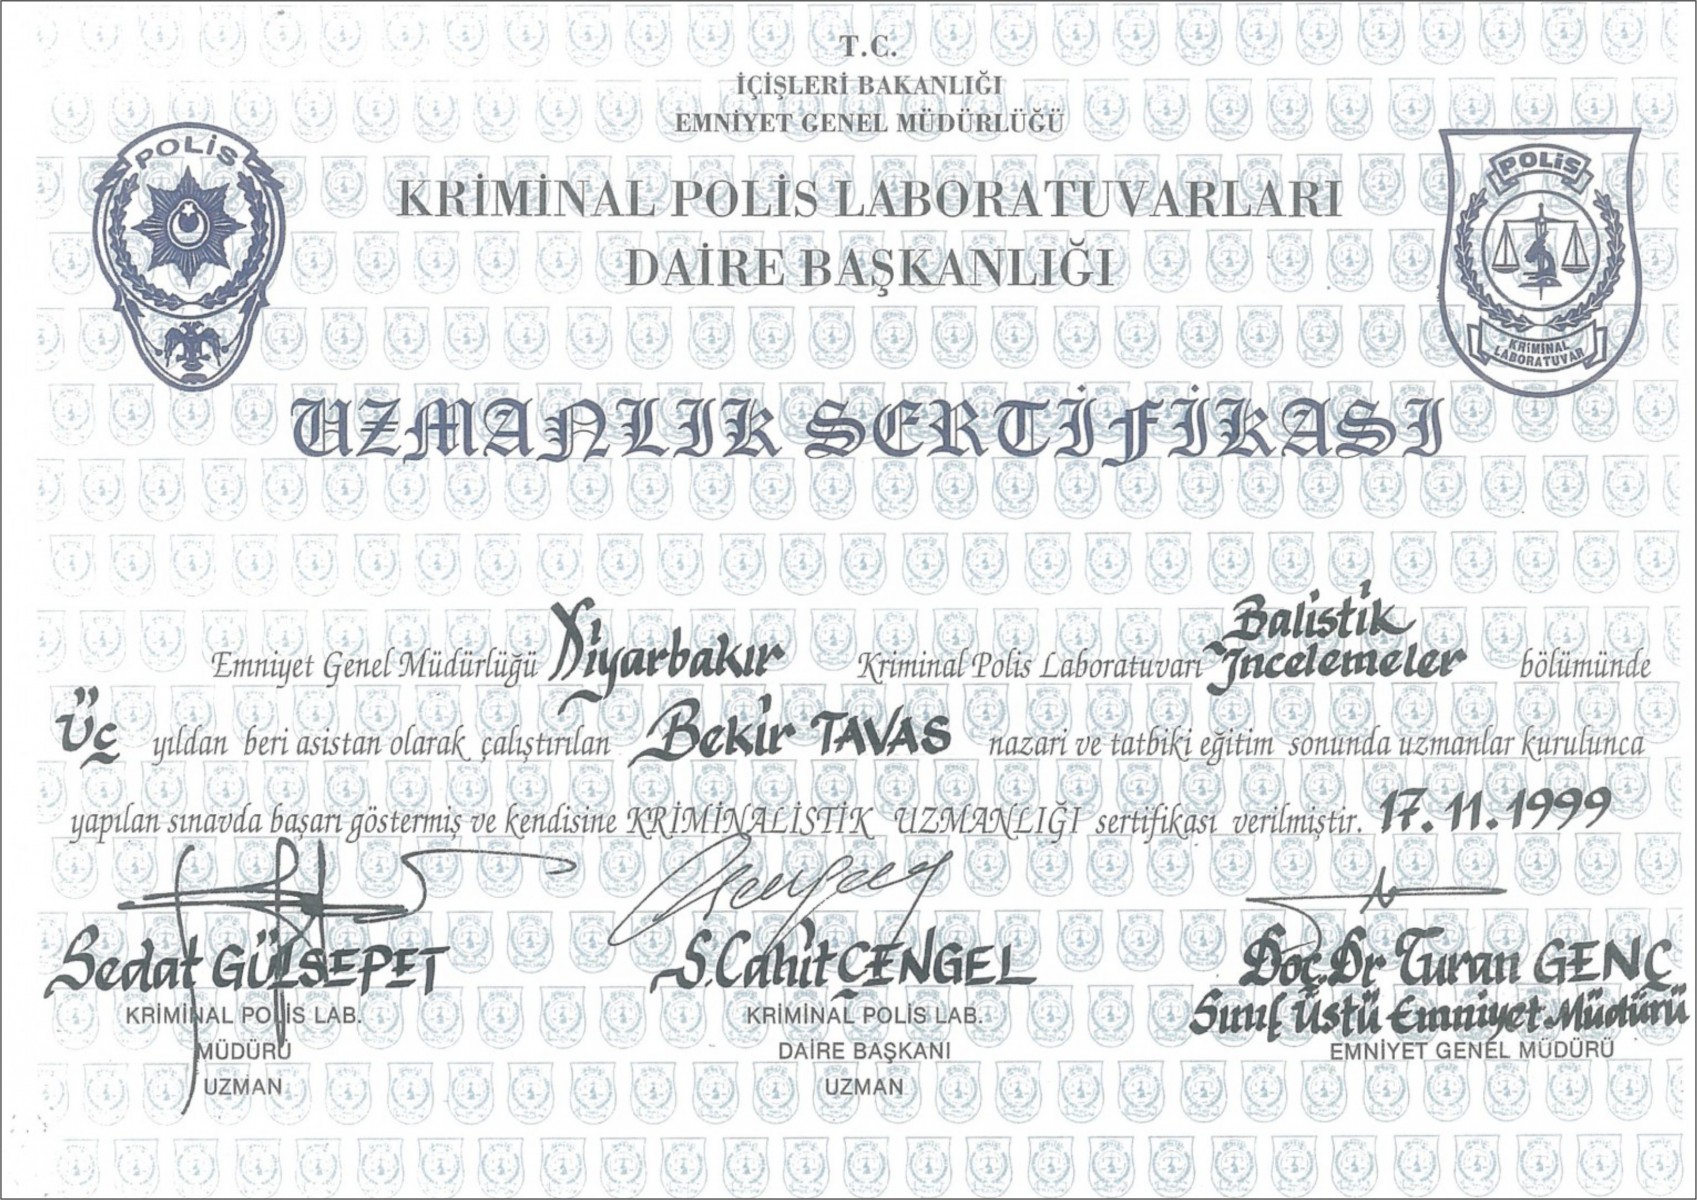 T.C.
İÇİŞLERİ BAKANLIĞI
EMNİYET GENEL MÜDÜRLÜĞÜ
KRİMİNAL POLİS LABORATUVARLARI
DAİRE BAŞKANLIĞI
POLİS
POLİS
KRİMİNAL
LABORATUVAR
UZMANLIK SERTİFİKASI
Emniyet Genel Müdürlüğü Diyarbakır Kriminal Polis Laboratuvarı Balistik İncelemeler bölümünde
Üç yıldan beri asistan olarak çalıştırılan Bekir TAVAS nazari ve tatbiki eğitim sonunda uzmanlar kurulunca
yapılan sınavda başarı göstermiş ve kendisine KRİMİNALİSTİK UZMANLIĞI sertifikası verilmiştir. 17.11.1999
Sedat GÜLSEPET
KRİMİNAL POLİS LAB.
MÜDÜRÜ
UZMAN
S.Cahit ÇENGEL
KRİMİNAL POLİS LAB.
DAİRE BAŞKANI
UZMAN
Doç.Dr Turan GENÇ
Sınıf Üstü Emniyet Müdürü
EMNİYET GENEL MÜDÜRÜ